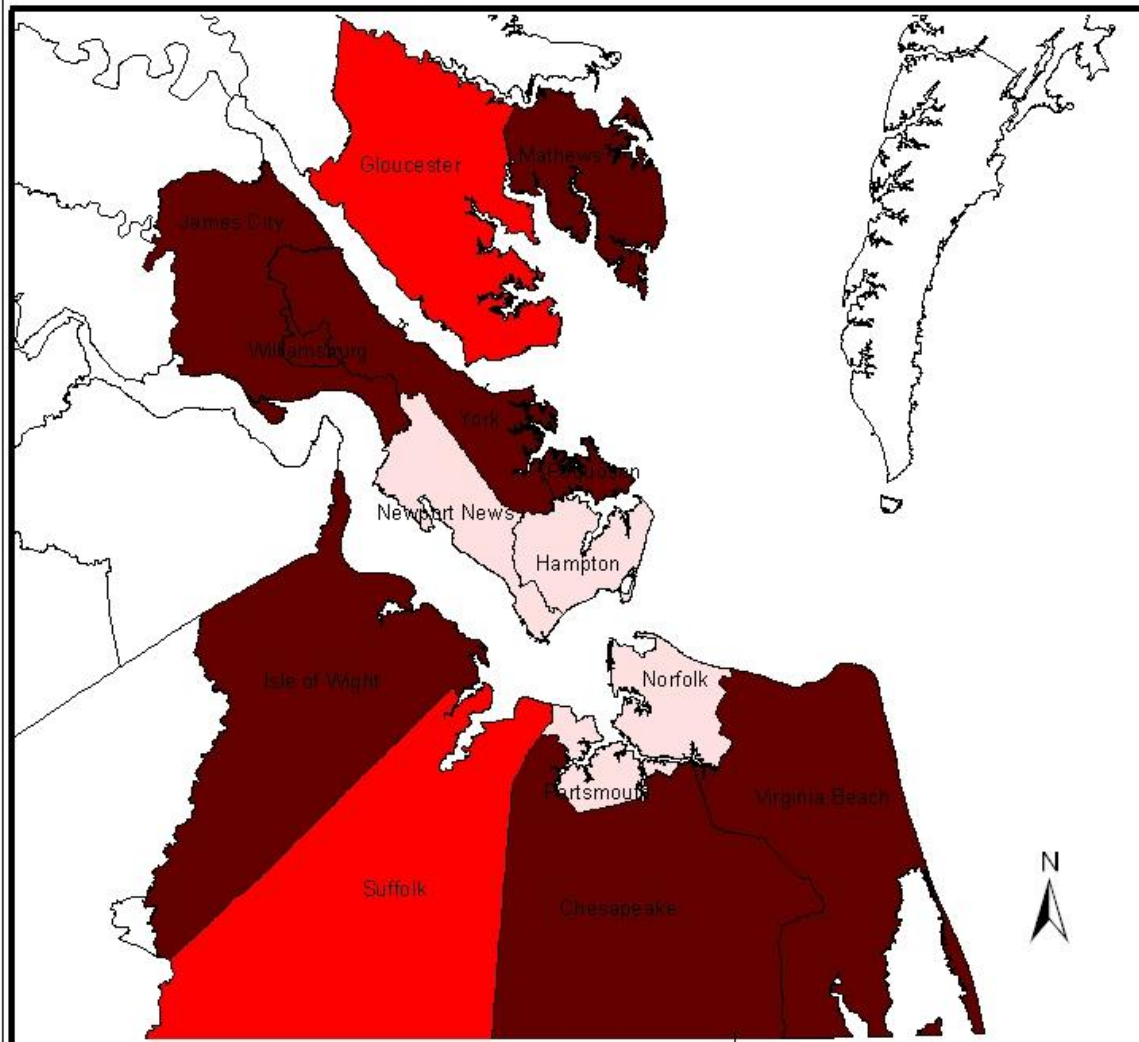 Gloucester
Mathews
James City
Williamsburg
York
Poquoson
Newport News
Hampton
Isle of Wight
Norfolk
Portsmouth
Virginia Beach
Suffolk
Chesapeake
N